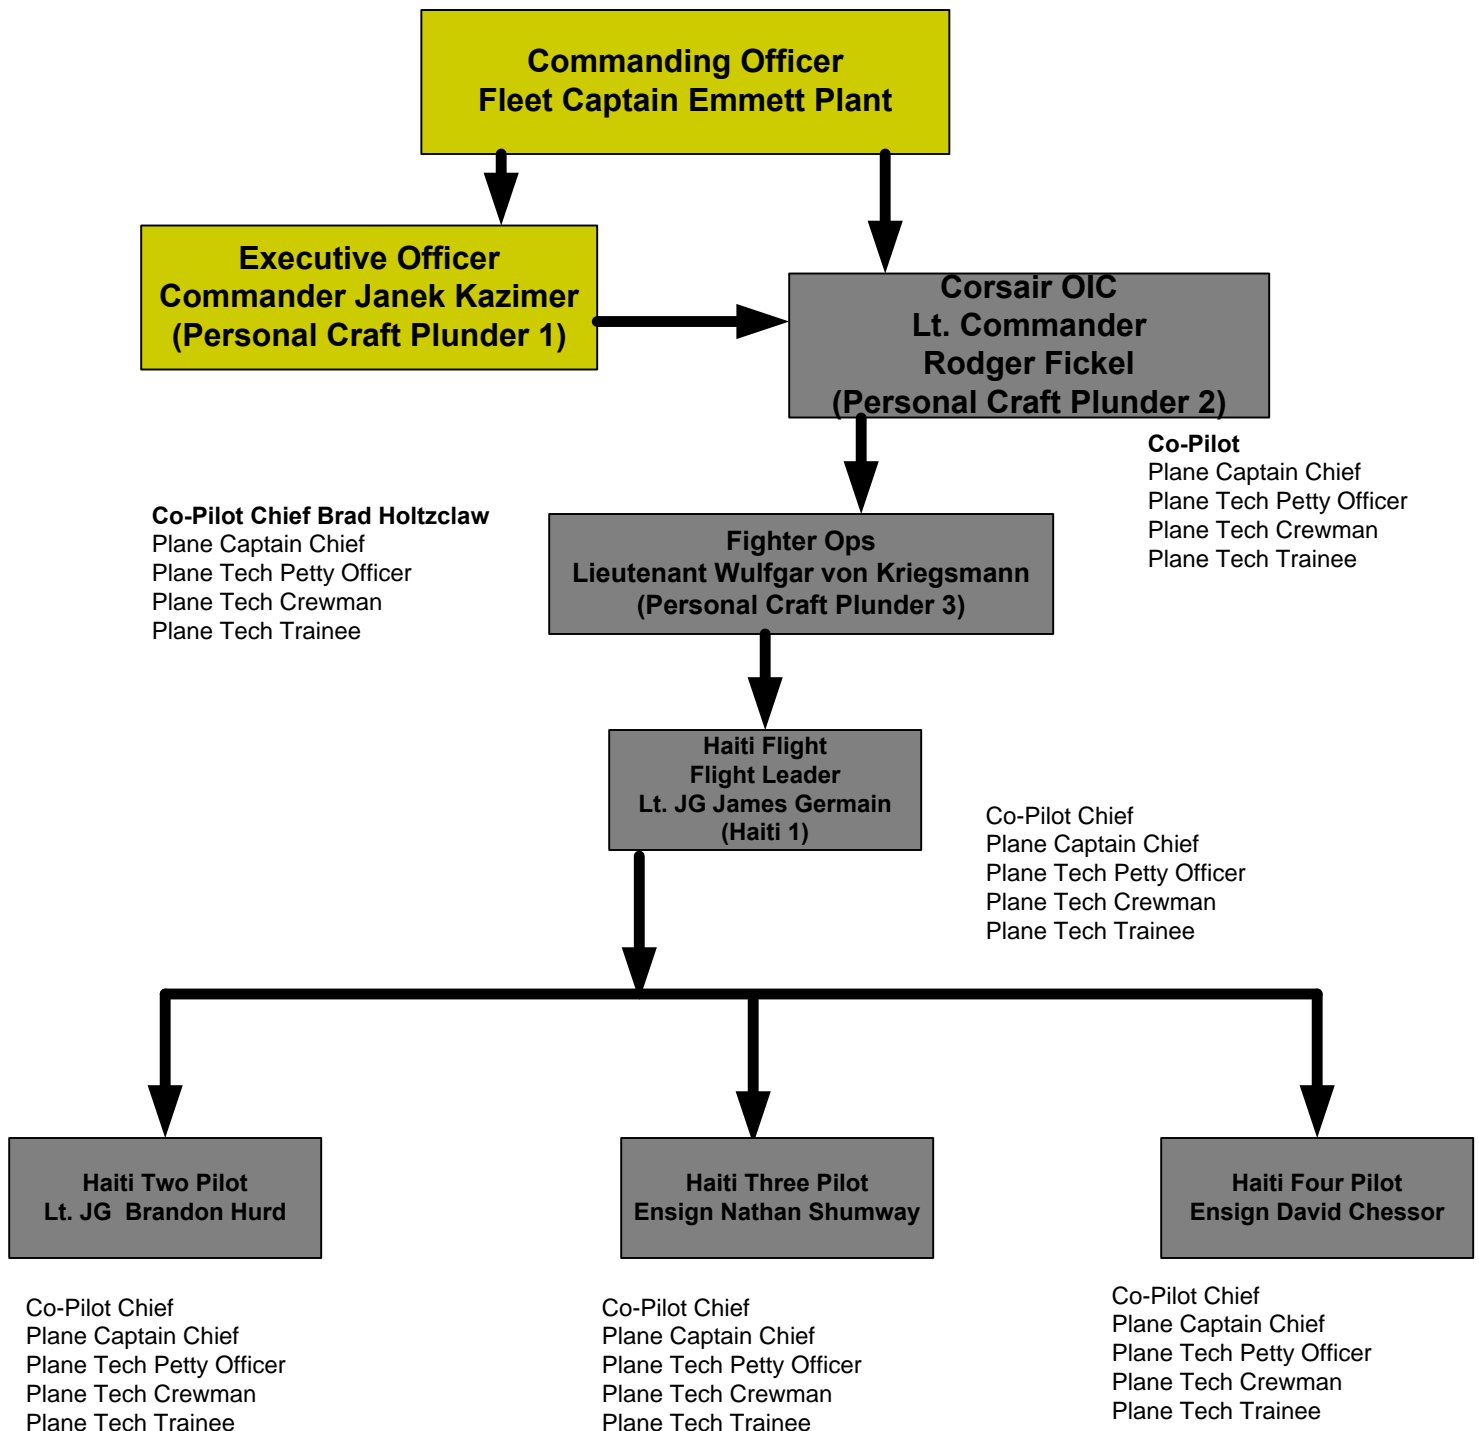 Commanding Officer
Fleet Captain Emmett Plant
Executive Officer
Commander Janek Kazimer
(Personal Craft Plunder 1)
Corsair OIC
Lt. Commander
Rodger Fickel
(Personal Craft Plunder 2)
Co-Pilot
Plane Captain Chief
Plane Tech Petty Officer
Plane Tech Crewman
Plane Tech Trainee
Co-Pilot Chief Brad Holtzclaw
Plane Captain Chief
Plane Tech Petty Officer
Plane Tech Crewman
Plane Tech Trainee
Fighter Ops
Lieutenant Wulfgar von Kriegsmann
(Personal Craft Plunder 3)
Haiti Flight
Flight Leader
Lt. JG James Germain
(Haiti 1)
Co-Pilot Chief
Plane Captain Chief
Plane Tech Petty Officer
Plane Tech Crewman
Plane Tech Trainee
Haiti Two Pilot
Lt. JG  Brandon Hurd
Haiti Three Pilot
Ensign Nathan Shumway
Haiti Four Pilot
Ensign David Chessor
Co-Pilot Chief
Plane Captain Chief
Plane Tech Petty Officer
Plane Tech Crewman
Plane Tech Trainee
Co-Pilot Chief
Plane Captain Chief
Plane Tech Petty Officer
Plane Tech Crewman
Plane Tech Trainee
Co-Pilot Chief
Plane Captain Chief
Plane Tech Petty Officer
Plane Tech Crewman
Plane Tech Trainee